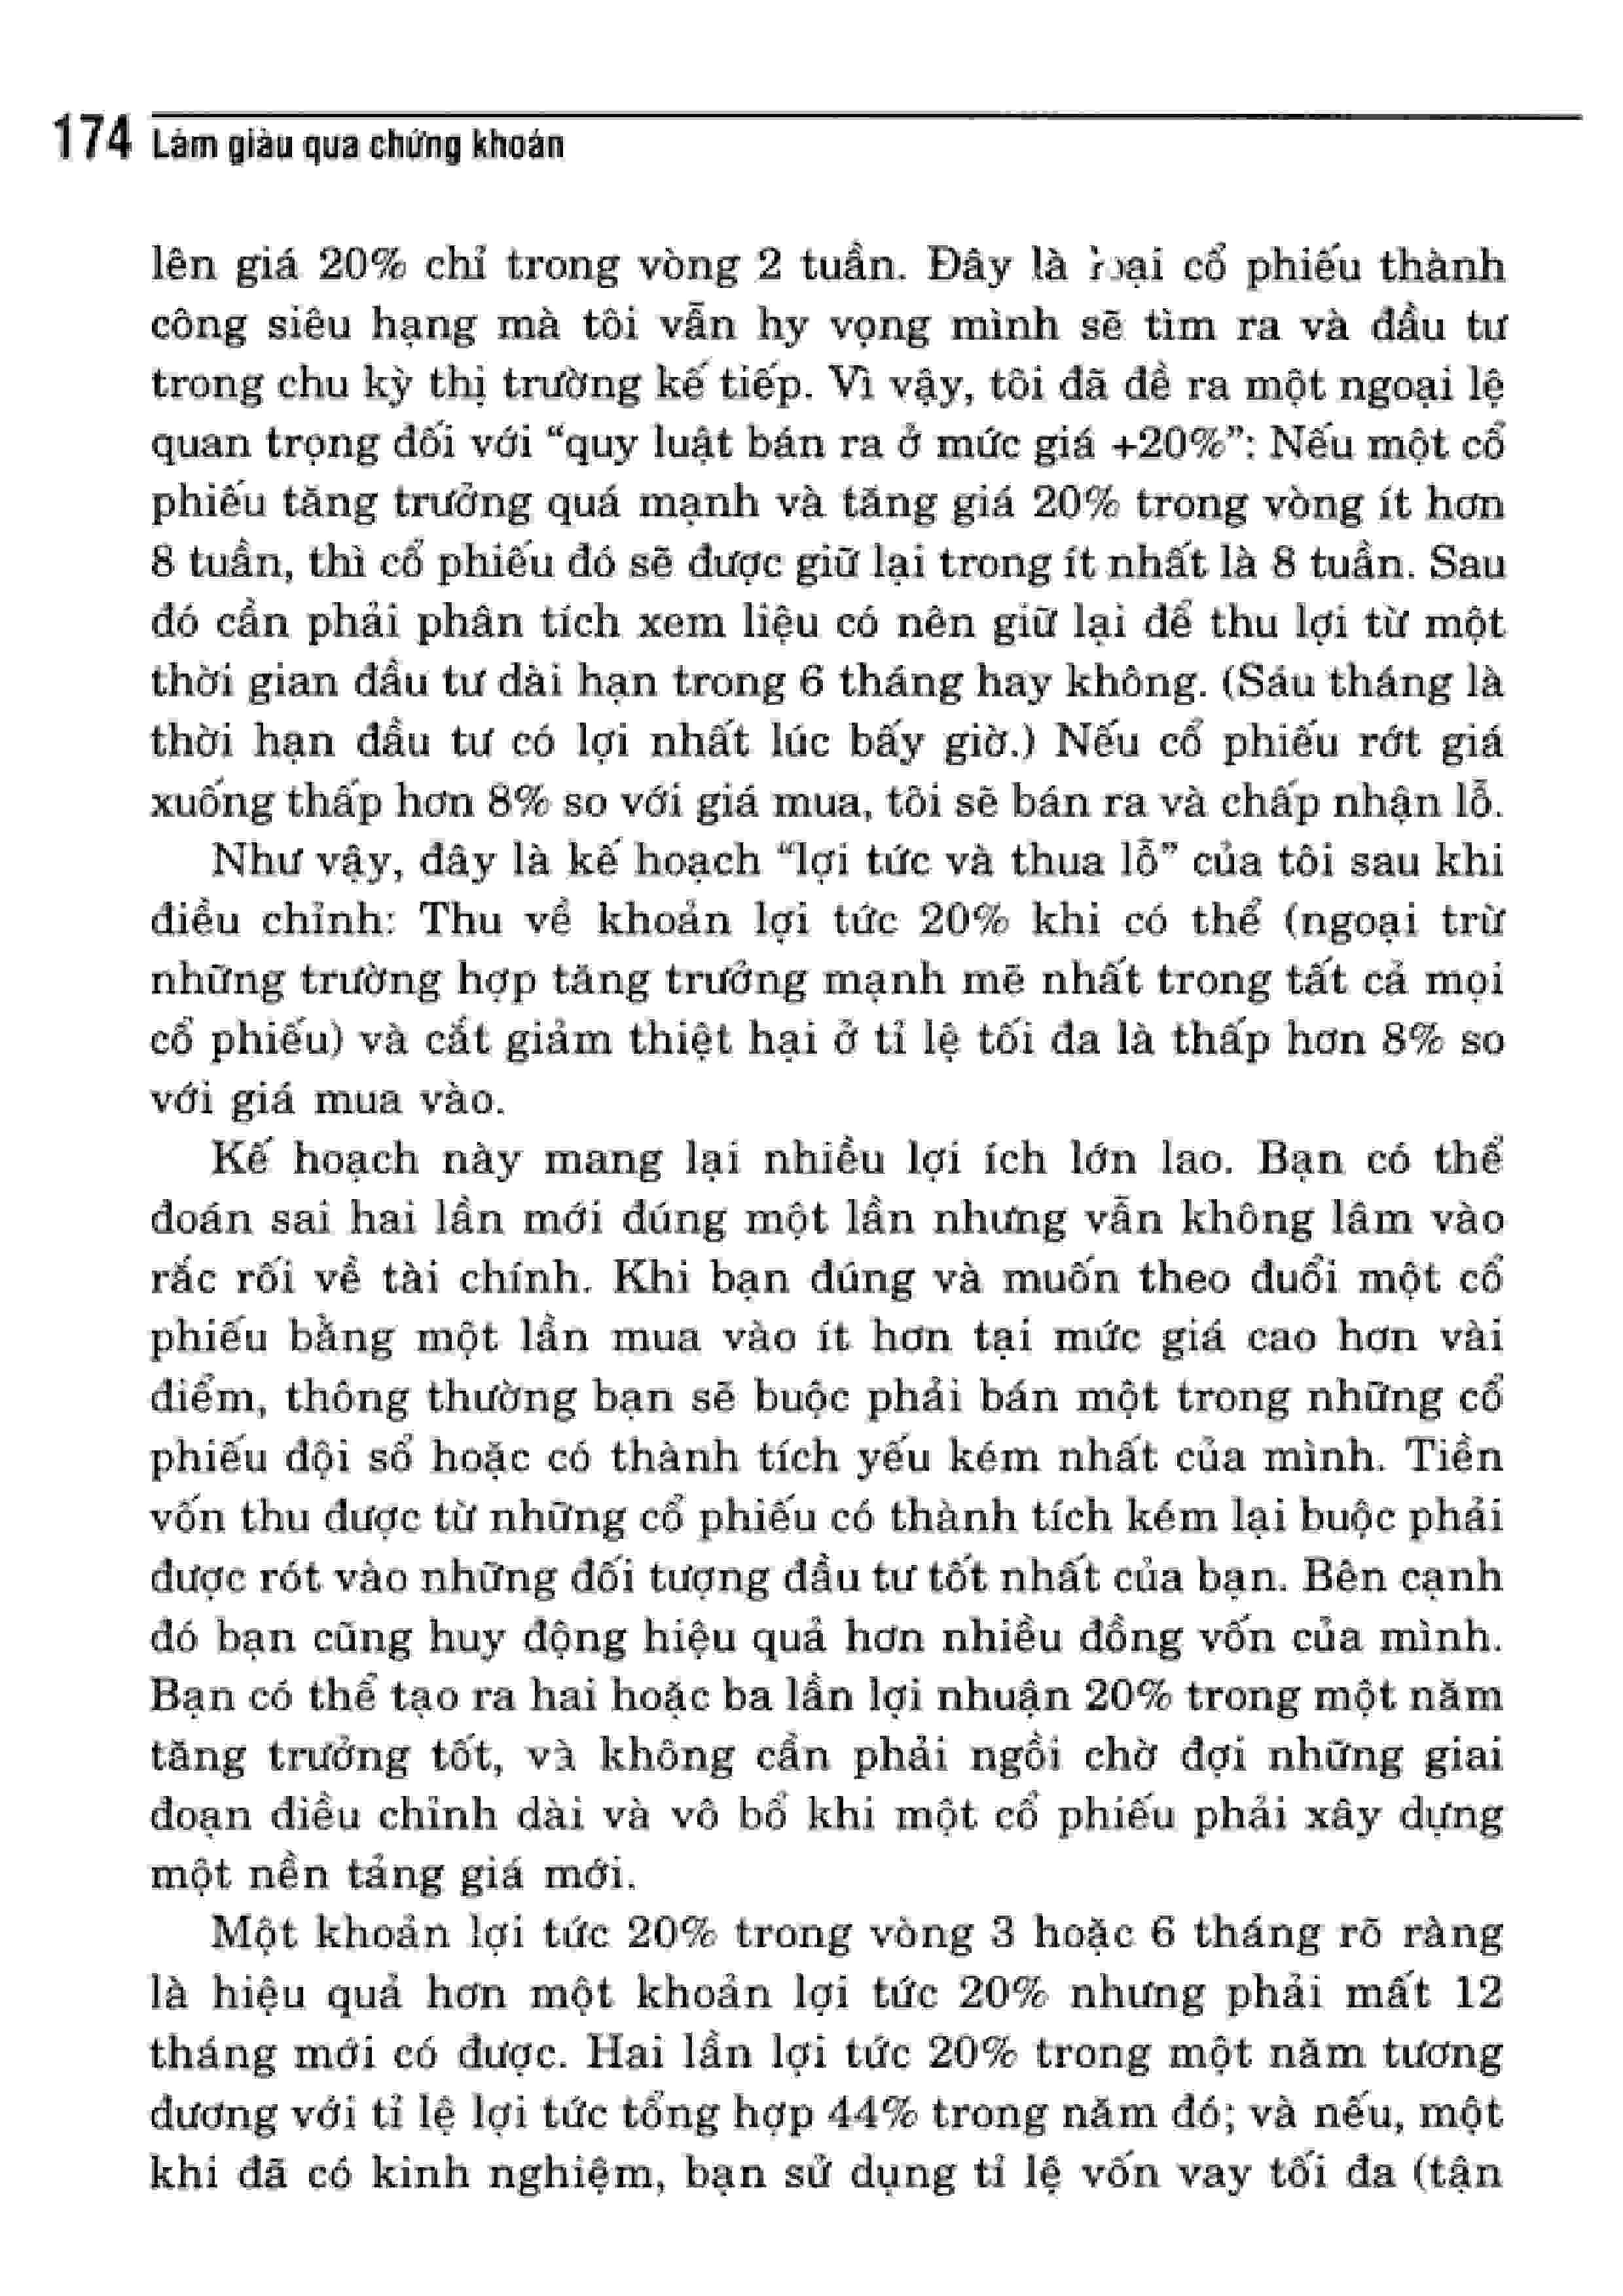 174 Làm giàu qua chứng khoán
lên giá 20% chỉ trong vòng 2 tuần. Đây là loại cổ phiếu thành
công siêu hạng mà tôi vẫn hy vọng mình sẽ tìm ra và đầu tư
trong chu kỳ thị trường kế tiếp. Vì vậy, tôi đã đề ra một ngoại lệ
quan trọng đối với “quy luật bán ra ở mức giá +20%”: Nếu một cổ
phiếu tăng trưởng quá mạnh và tăng giá 20% trong vòng ít hơn
8 tuần, thì cổ phiếu đó sẽ được giữ lại trong ít nhất là 8 tuần. Sau
đó cần phải phân tích xem liệu có nên giữ lại để thu lợi từ một
thời gian đầu tư dài hạn trong 6 tháng hay không. (Sáu tháng là
thời hạn đầu tư có lợi nhất lúc bấy giờ.) Nếu cổ phiếu rớt giá
xuống thấp hơn 8% so với giá mua, tôi sẽ bán ra và chấp nhận lỗ.
Như vậy, đây là kế hoạch “lợi tức và thua lỗ” của tôi sau khi
điều chỉnh: Thu về khoản lợi tức 20% khi có thể (ngoại trừ
những trường hợp tăng trưởng mạnh mẽ nhất trong tất cả mọi
cổ phiếu) và cắt giảm thiệt hại ở tỉ lệ tối đa là thấp hơn 8% so
với giá mua vào.
Kế hoạch này mang lại nhiều lợi ích lớn lao. Bạn có thể
đoán sai hai lần mới đúng một lần nhưng vẫn không lâm vào
rắc rối về tài chính. Khi bạn đúng và muốn theo đuổi một cổ
phiếu bằng một lần mua vào ít hơn tại mức giá cao hơn vài
điểm, thông thường bạn sẽ buộc phải bán một trong những cổ
phiếu đội sổ hoặc có thành tích yếu kém nhất của mình. Tiền
vốn thu được từ những cổ phiếu có thành tích kém lại buộc phải
được rót vào những đối tượng đầu tư tốt nhất của bạn. Bên cạnh
đó bạn cũng huy động hiệu quả hơn nhiều đồng vốn của mình.
Bạn có thể tạo ra hai hoặc ba lần lợi nhuận 20% trong một năm
tăng trưởng tốt, và không cần phải ngồi chờ đợi những giai
đoạn điều chỉnh dài và vô bổ khi một cổ phiếu phải xây dựng
một nền tảng giá mới.
Một khoản lợi tức 20% trong vòng 3 hoặc 6 tháng rõ ràng
là hiệu quả hơn một khoản lợi tức 20% nhưng phải mất 12
tháng mới có được. Hai lần lợi tức 20% trong một năm tương
đương với tỉ lệ lợi tức tổng hợp 44% trong năm đó; và nếu, một
khi đã có kinh nghiệm, bạn sử dụng tỉ lệ vốn vay tối đa (tận